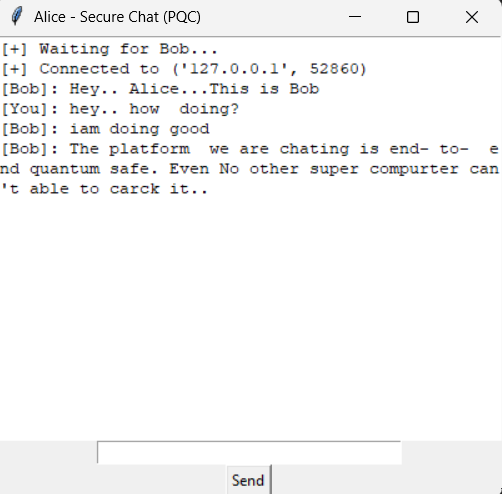 Alice - Secure Chat (PQC)
[+] Waiting for Bob...
[+] Connected to ('127.0.0.1', 52860)
[Bob]: Hey.. Alice...This is Bob
[You]: hey.. how  doing?
[Bob]: iam doing good
[Bob]: The platform  we are chating is end- to-  e
nd quantum safe. Even No other super compurter can
't able to carck it..
Send